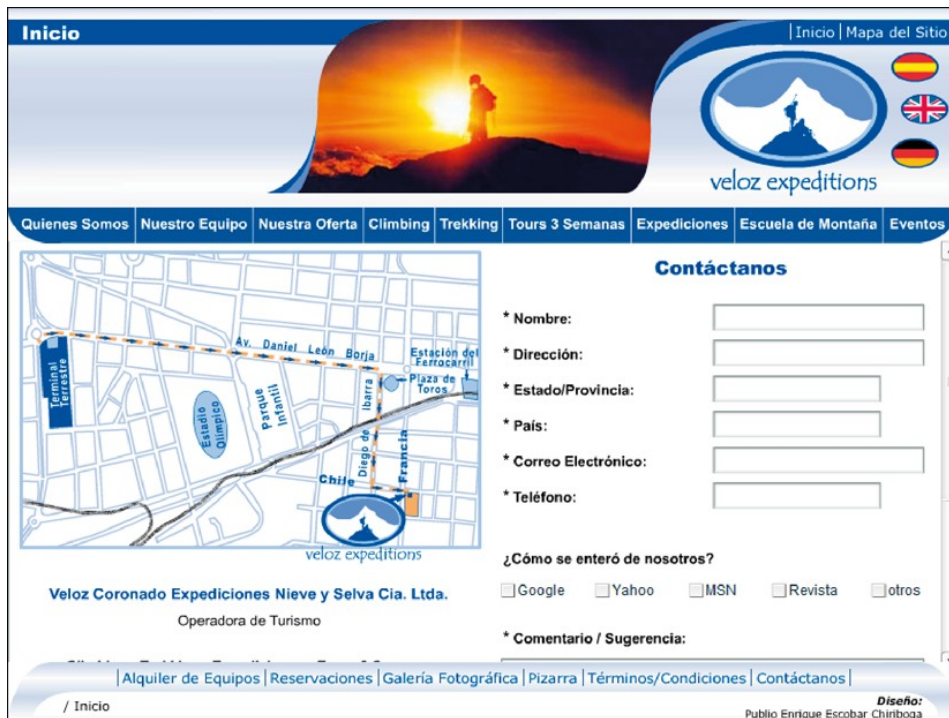 Inicio
|Inicio|Mapa del Sitio
veloz expeditions
Quienes Somos|Nuestro Equipo|Nuestra Oferta|Climbing|Trekking|Tours 3 Semanas|Expediciones|Escuela de Montaña|Eventos
Terminal
Terrestre
Av. Daniel León Borja
Estación del
Ferrocarril
Plaza de
Toros
Parque
Infantil
Estadio
Olímpico
Diego de Ibarra
Francia
Chile
veloz expeditions
Veloz Coronado Expediciones Nieve y Selva Cia. Ltda.
Operadora de Turismo
Contáctanos
* Nombre:
* Dirección:
* Estado/Provincia:
* País:
* Correo Electrónico:
* Teléfono:
¿Cómo se enteró de nosotros?
Google Yahoo MSN Revista otros
* Comentario / Sugerencia:
|Alquiler de Equipos|Reservaciones|Galería Fotográfica|Pizarra|Términos/Condiciones|Contáctanos|
/ Inicio
Diseño:
Publio Enrique Escobar Chiriboga